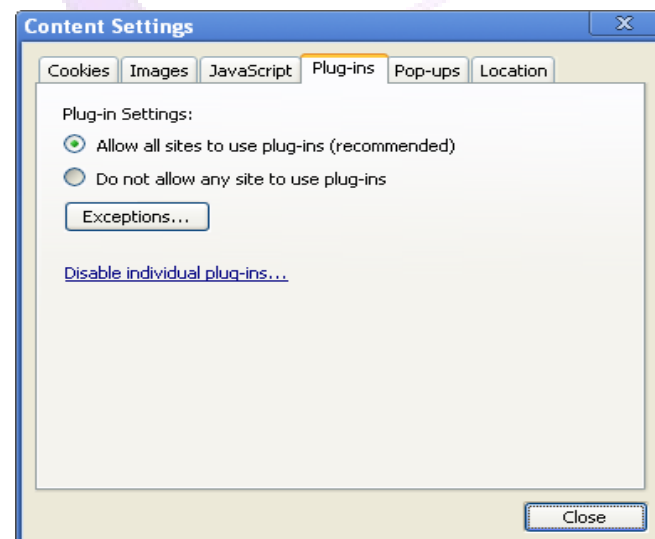 Content Settings
Cookies Images JavaScript Plug-ins Pop-ups Location
Plug-in Settings:
Allow all sites to use plug-ins (recommended)
Do not allow any site to use plug-ins
Exceptions...
Disable individual plug-ins...
Close